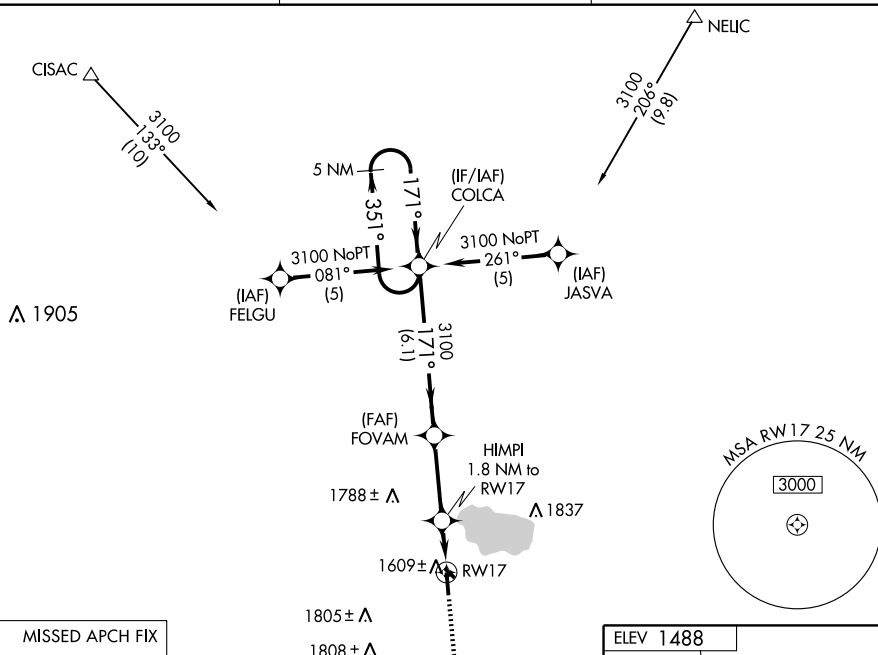 NELIC
CISAC
3100
133°
(10)
3100
206°
(9.8)
5 NM
351°
171°
(IF/IAF)
COLCA
3100 NoPT
081°
(5)
(IAF)
FELGU
3100 NoPT
261°
(5)
(IAF)
JASVA
1905
3100
171°
(6.1)
(FAF)
FOVAM
HIMPI
1.8 NM to
RW17
1788±
1837
MSA RW17 25 NM
3000
1609±
RW17
1805±
1808±
MISSED APCH FIX
ELEV 1488